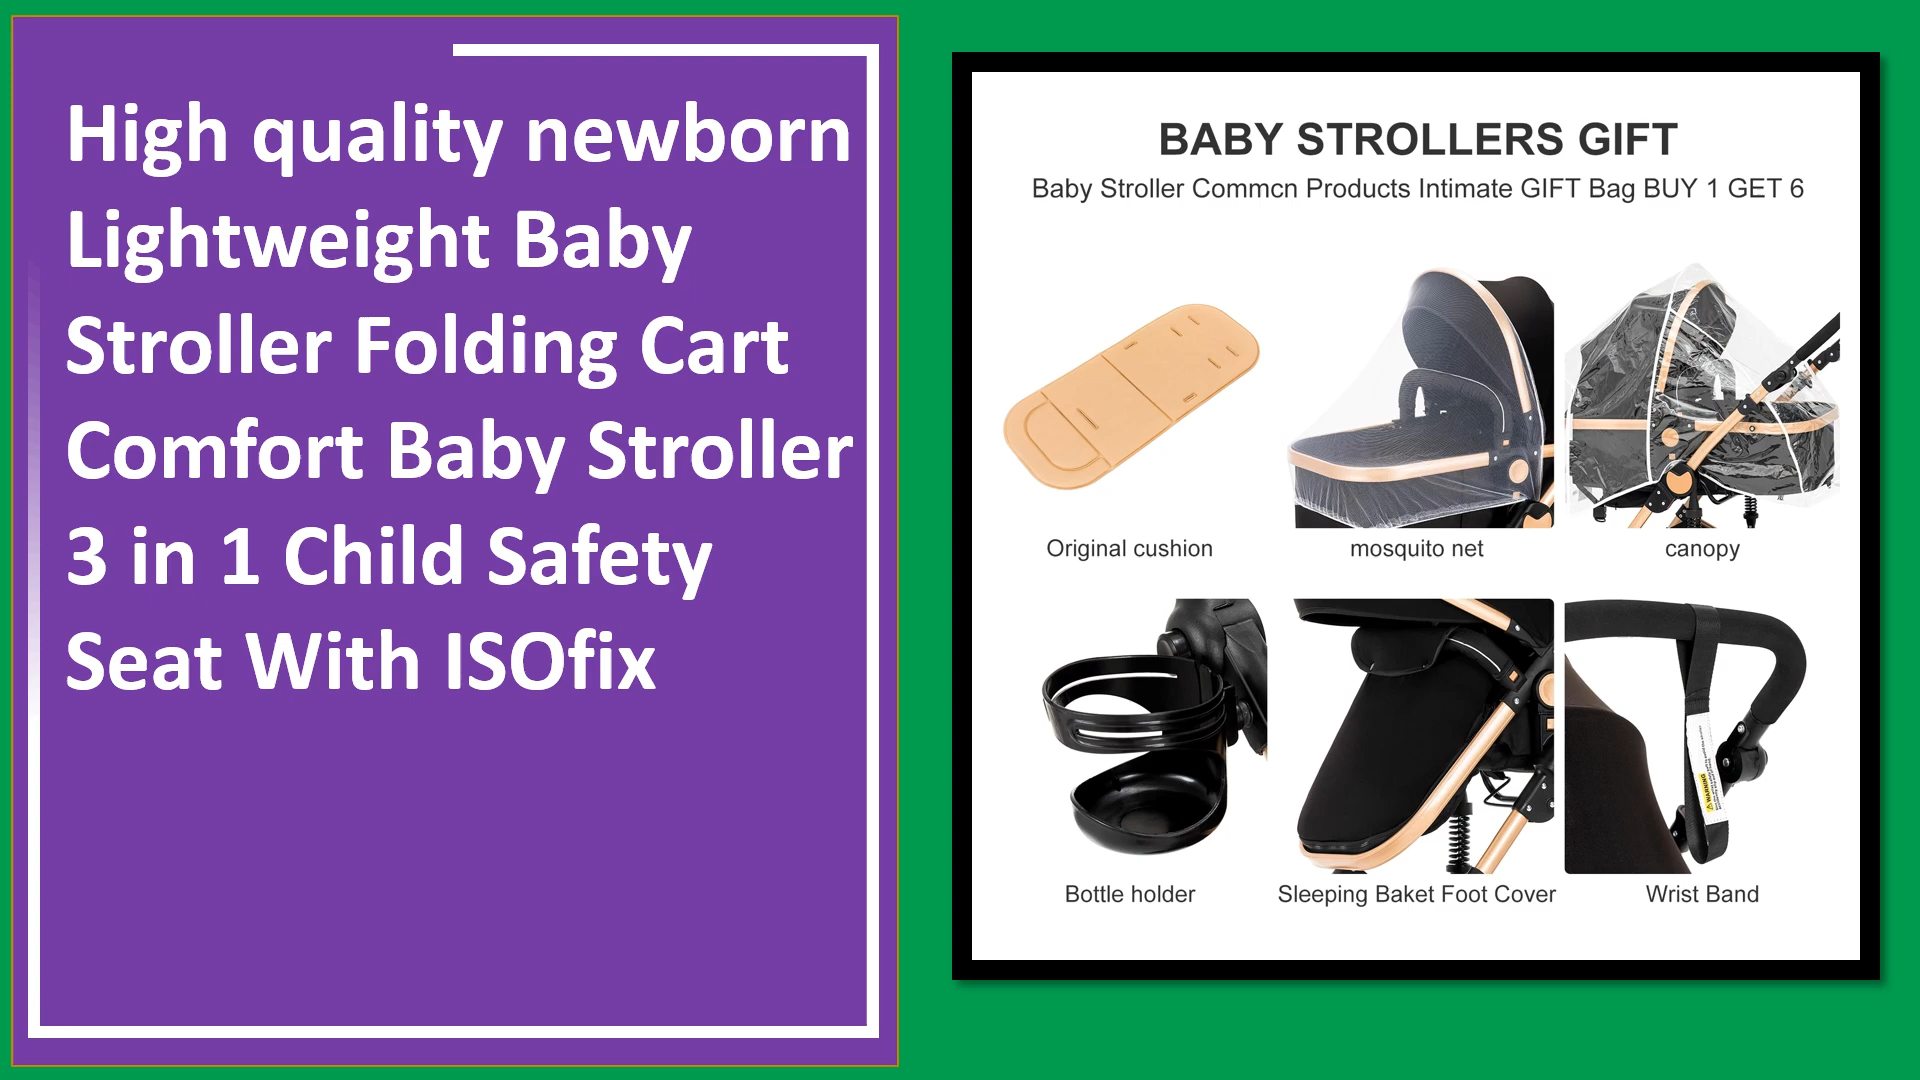 High quality newborn
Lightweight Baby
Stroller Folding Cart
Comfort Baby Stroller
3 in 1 Child Safety
Seat With ISOfix
BABY STROLLERS GIFT
Baby Stroller Commcn Products Intimate GIFT Bag BUY 1 GET 6
Original cushion
mosquito net
canopy
Bottle holder
Sleeping Baket Foot Cover
Wrist Band
WARNING